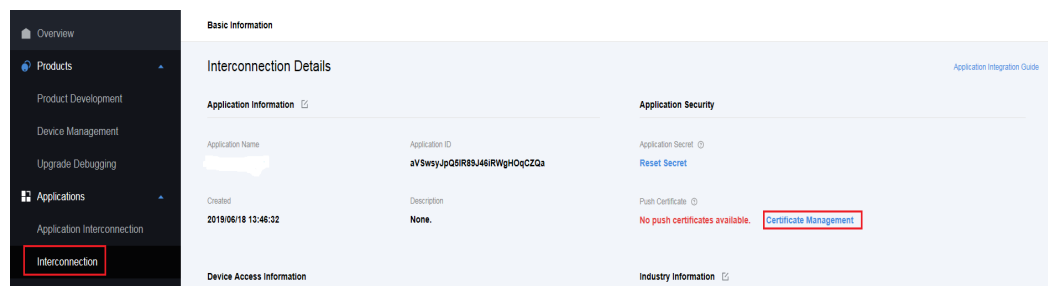 Overview
Products
Product Development
Device Management
Upgrade Debugging
Applications
Application Interconnection
Interconnection
Basic Information
Interconnection Details
Application Integration Guide
Application Information
Application Name
Application ID
aVSwsyJpQ5IR89J46iRWgHOqCZQa
Created
Description
2019/06/18 13:46:32
None.
Device Access Information
Application Security
Application Secret
Reset Secret
Push Certificate
No push certificates available. Certificate Management
Industry Information